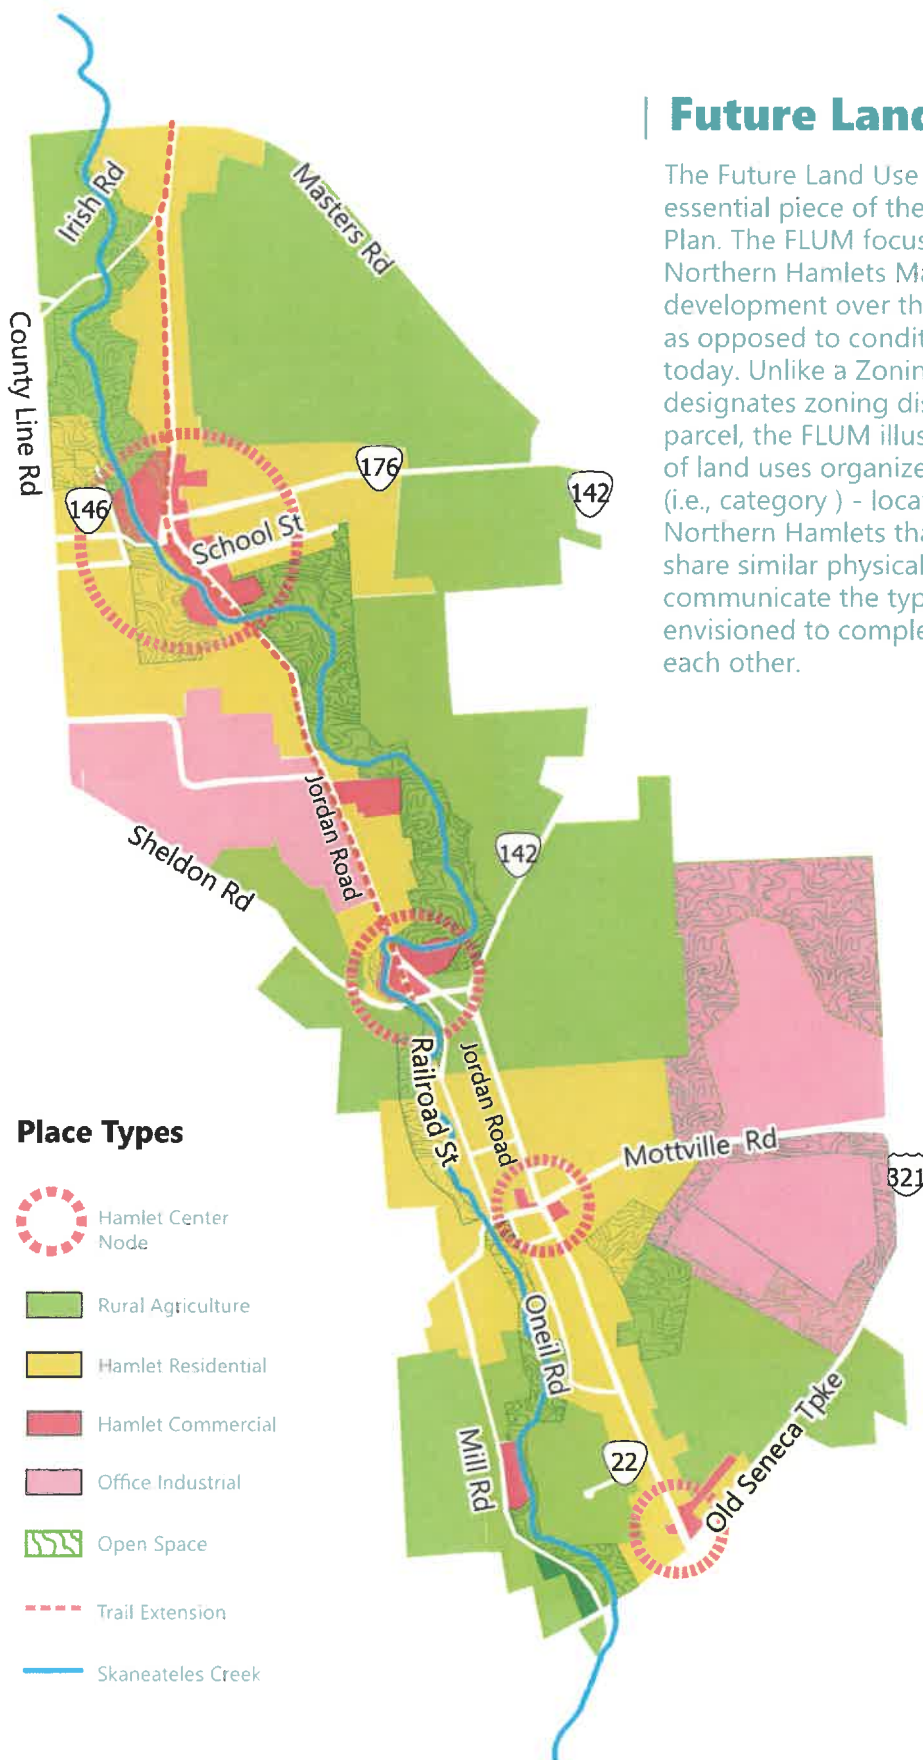 Future Land
The Future Land Use
essential piece of the
Plan. The FLUM focus
Northern Hamlets Ma
development over th
as opposed to condit
today. Unlike a Zonin
designates zoning dis
parcel, the FLUM illus
of land uses organize
(i.e., category ) - loca
Northern Hamlets tha
share similar physical
communicate the typ
envisioned to comple
each other.
Irish Rd
Masters Rd
County Line Rd
176
146
142
School St
Jordan Road
Sheldon Rd
142
Railroad St
Jordan Road
Mottville Rd
321
Oneil Rd
Mill Rd
22
Old Seneca Tpke
Place Types
Hamlet Center
Node
Rural Agriculture
Hamlet Residential
Hamlet Commercial
Office Industrial
Open Space
Trail Extension
Skaneateles Creek